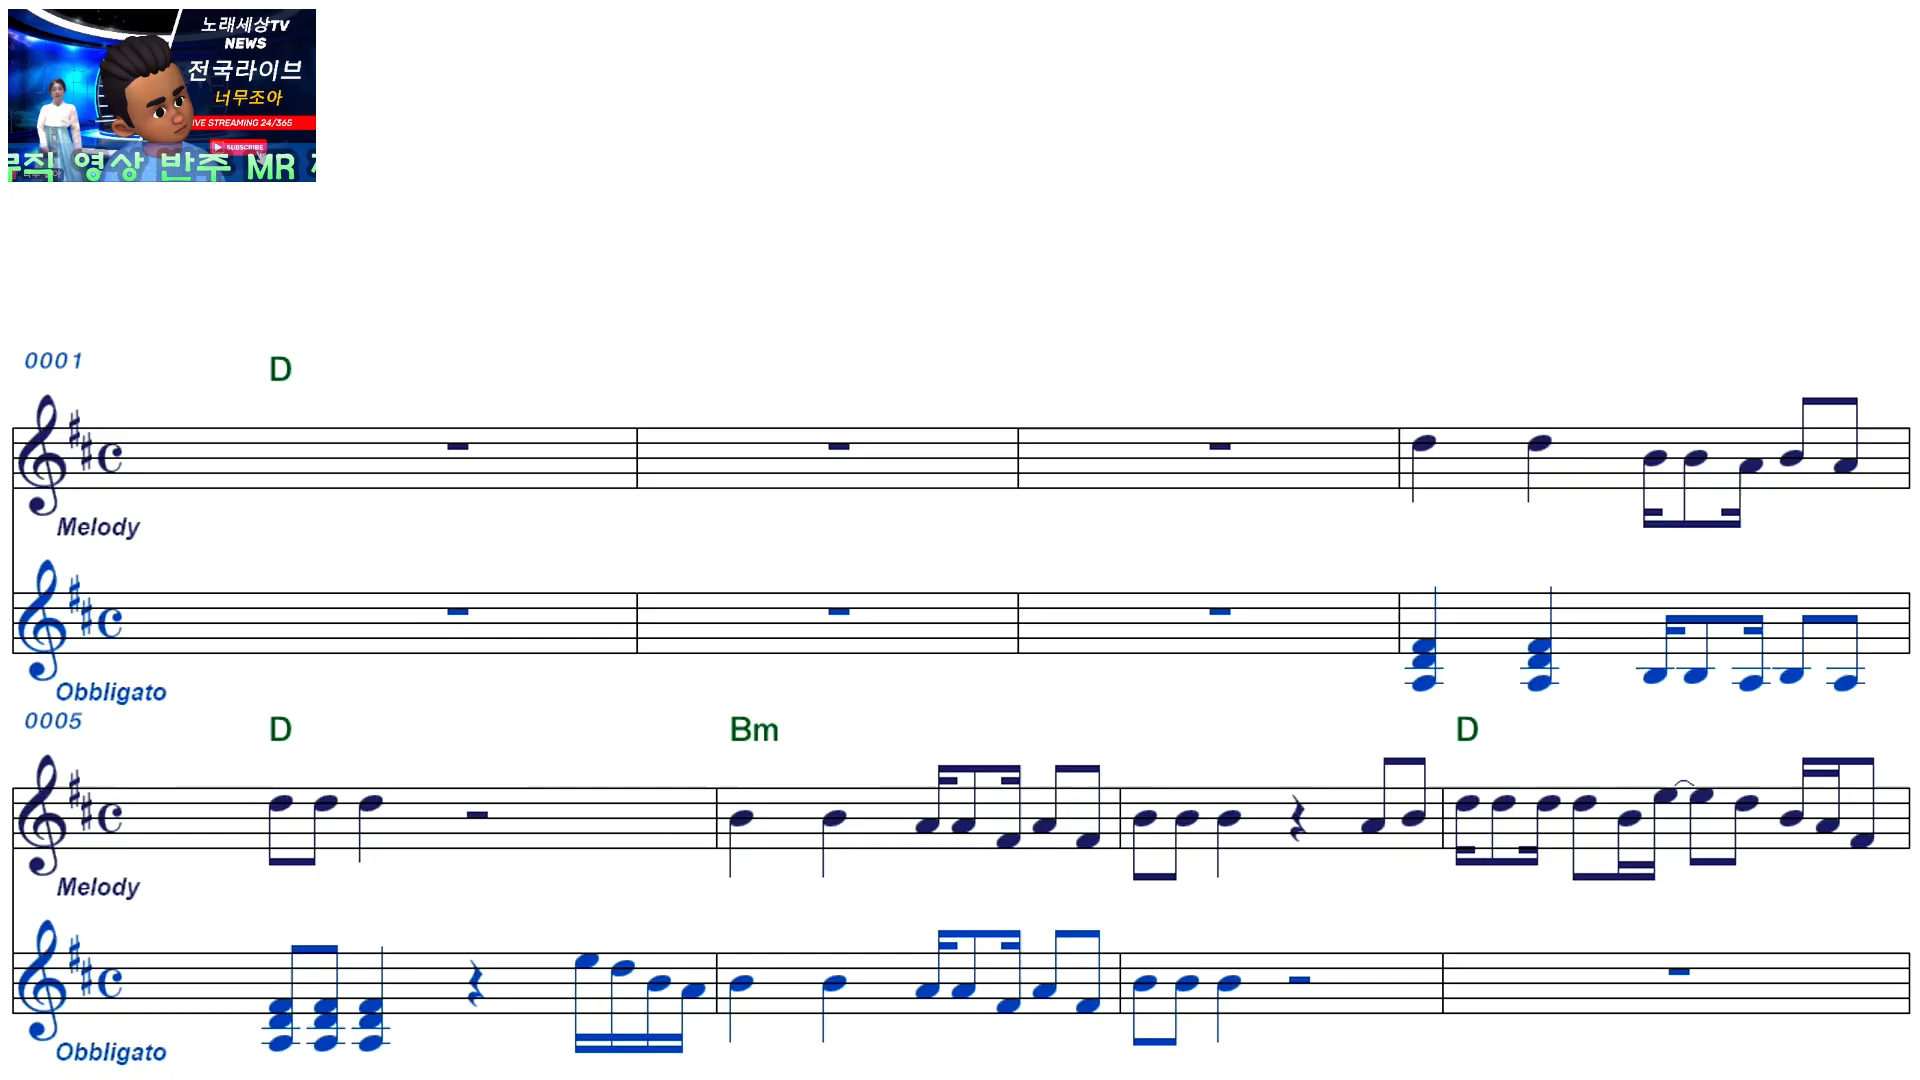 노래세상TV
NEWS
전국라이브
너무조아
LIVE STREAMING 24/365
SUBSCRIBE
영상 반주 MR
0001
D
Melody
Obbligato
0005
D Bm D
Melody
Obbligato